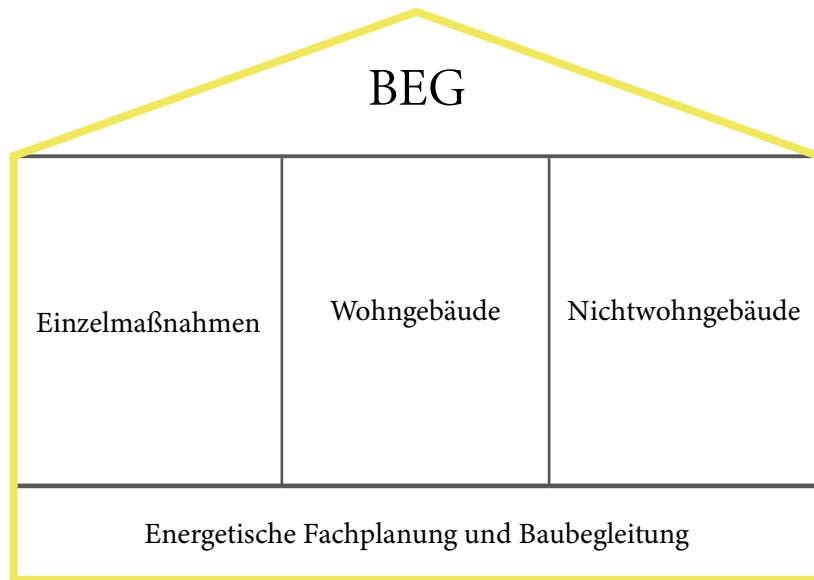 BEG
Einzelmaßnahmen
Wohngebäude
Nichtwohngebäude
Energetische Fachplanung und Baubegleitung